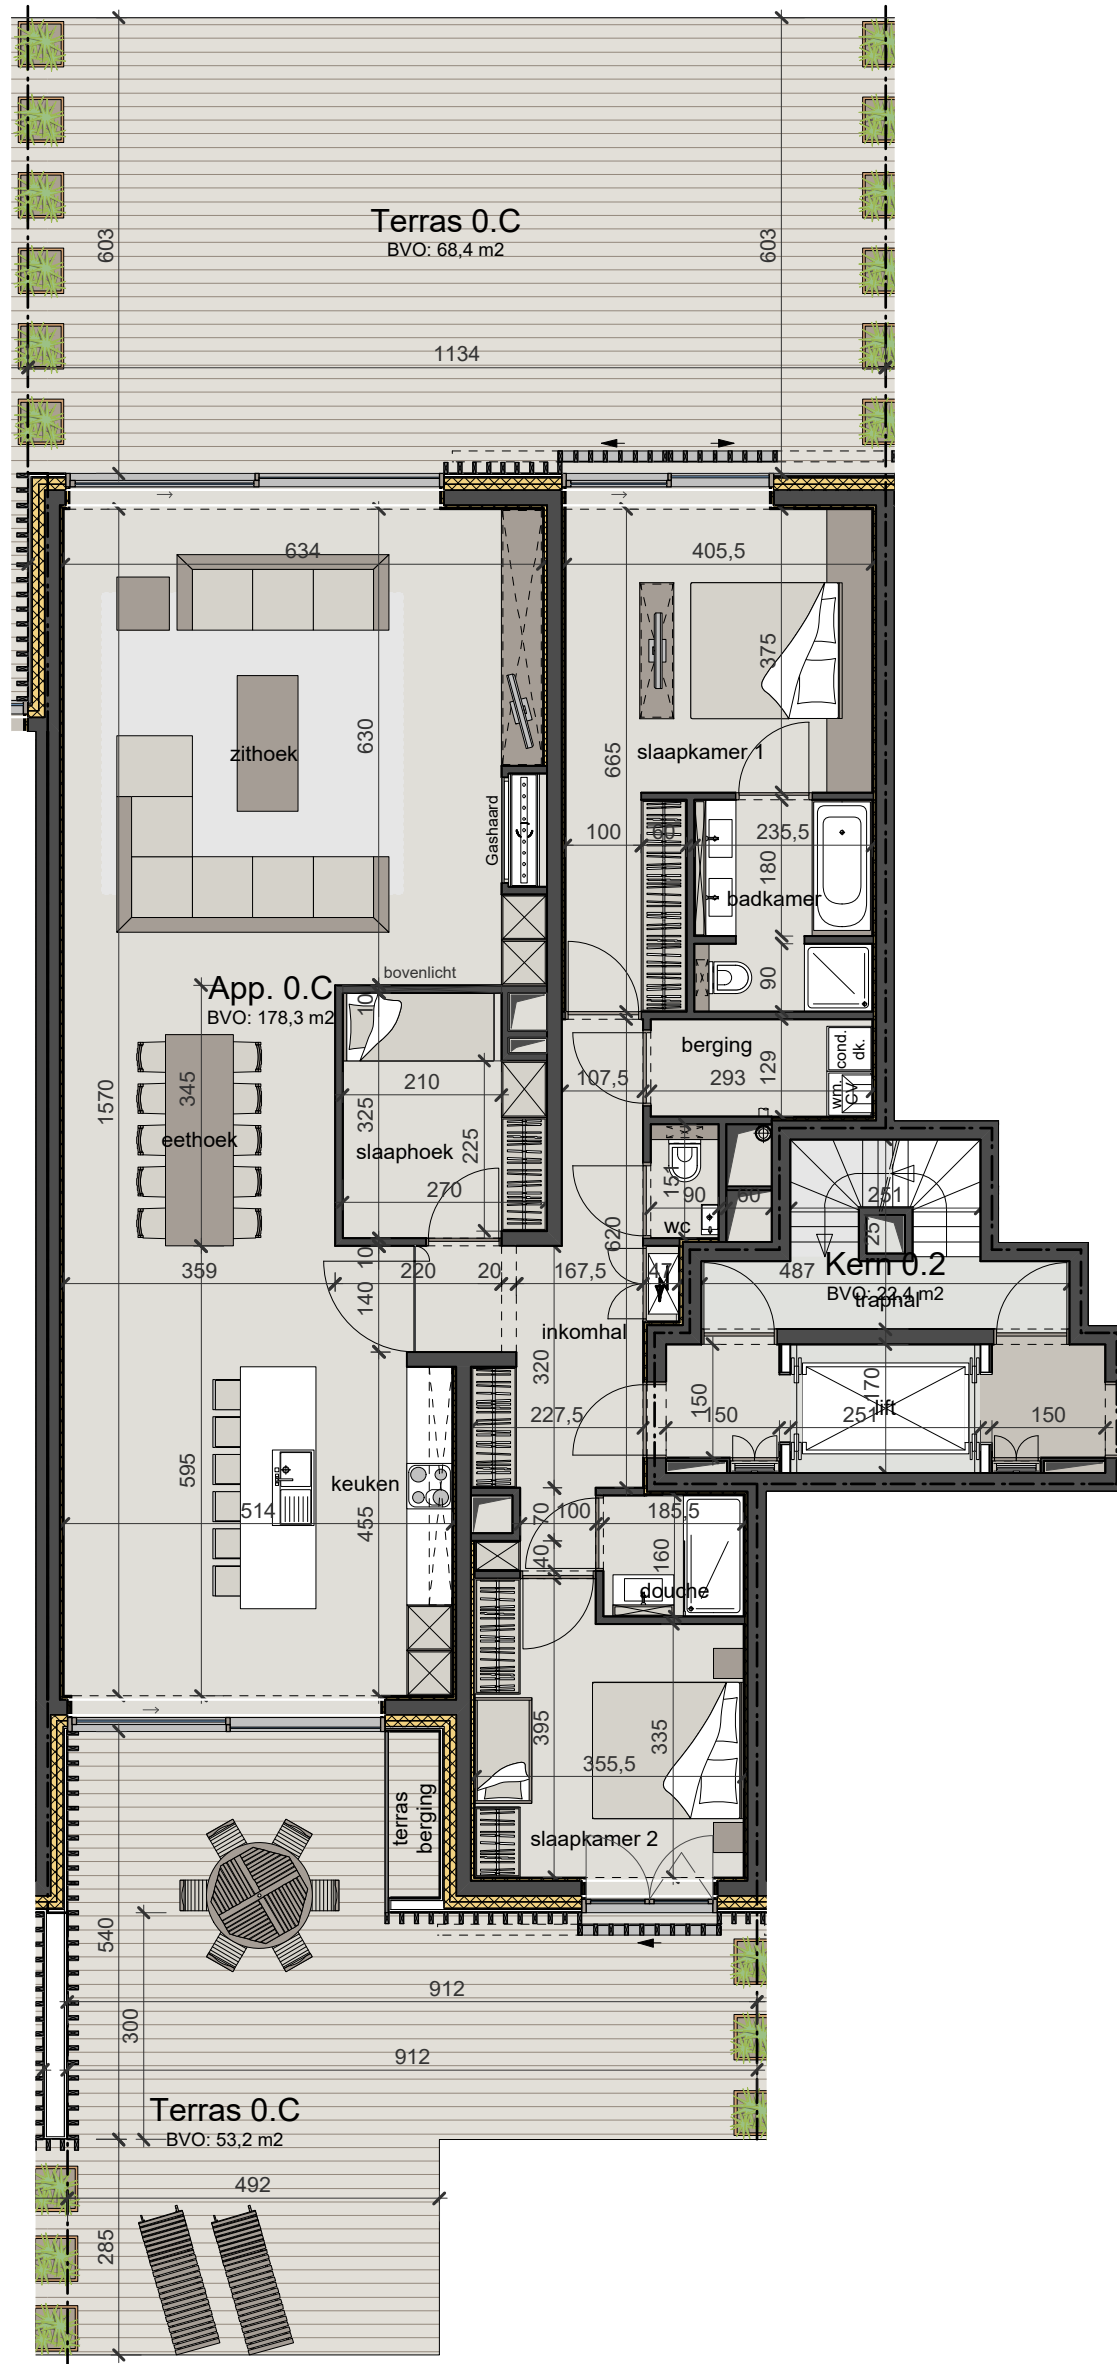 Terras 0.C
BVO: 68,4 m2
603
603
1134
634
405,5
375
630
zithoek
slaapkamer 1
665
Gashaard
100
60
235,5
180
badkamer
90
bovenlicht
App. 0.C
BVO: 178,3 m2
10
berging
cond.
dk.
wm.
CV
129
107,5
293
1570
345
210
325
225
eethoek
slaaphoek
270
151
90
60
wc
620
251
25
Kern 0.2
BVO: 22,4 m2
traphal
359
10
140
220
20
167,5
47
487
inkomhal
320
150
170
lift
227,5
150
251
150
595
keuken
514
455
70
100
185,5
40
160
douche
395
335
355,5
slaapkamer 2
terras
berging
540
300
912
912
Terras 0.C
BVO: 53,2 m2
492
285